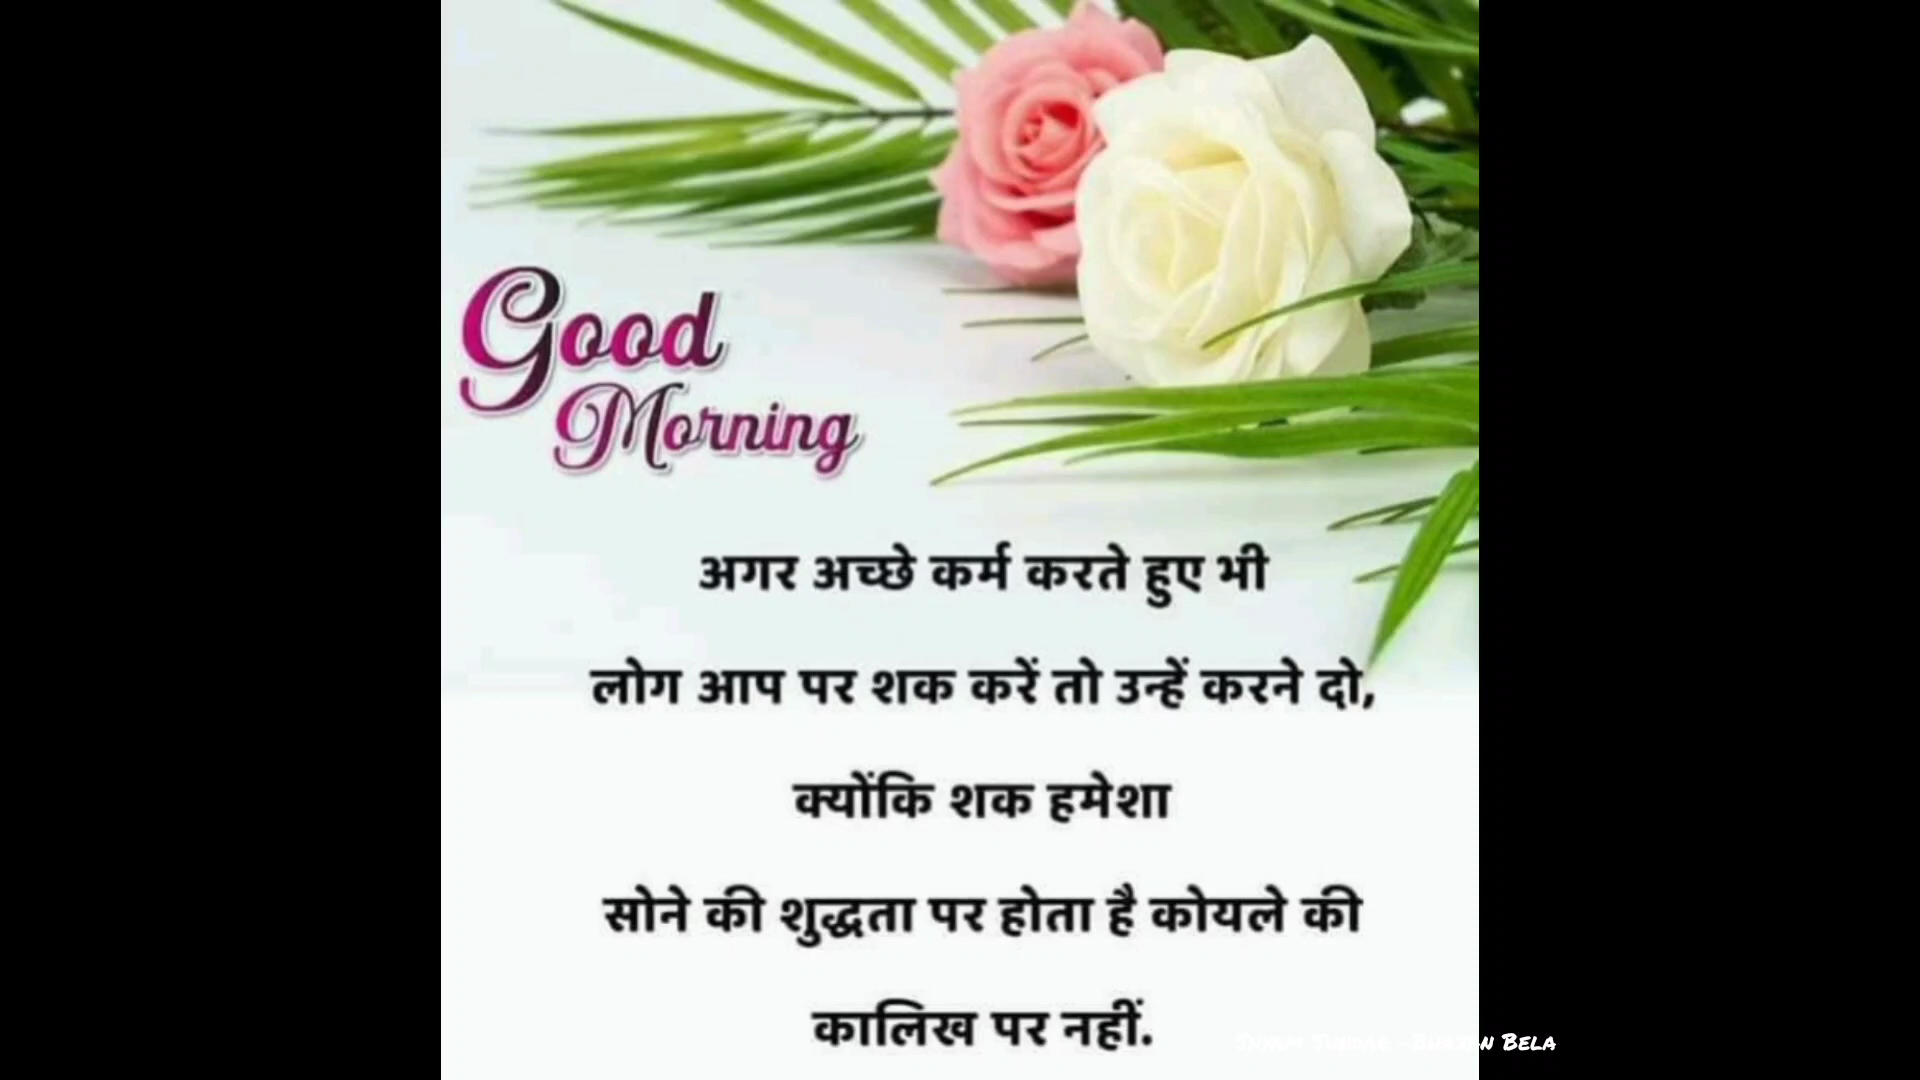 Good
Morning
अगर अच्छे कर्म करते हुए भी
लोग आप पर शक करें तो उन्हें करने दो,
क्योंकि शक हमेशा
सोने की शुद्धता पर होता है कोयले की
कालिख पर नहीं.
Bela